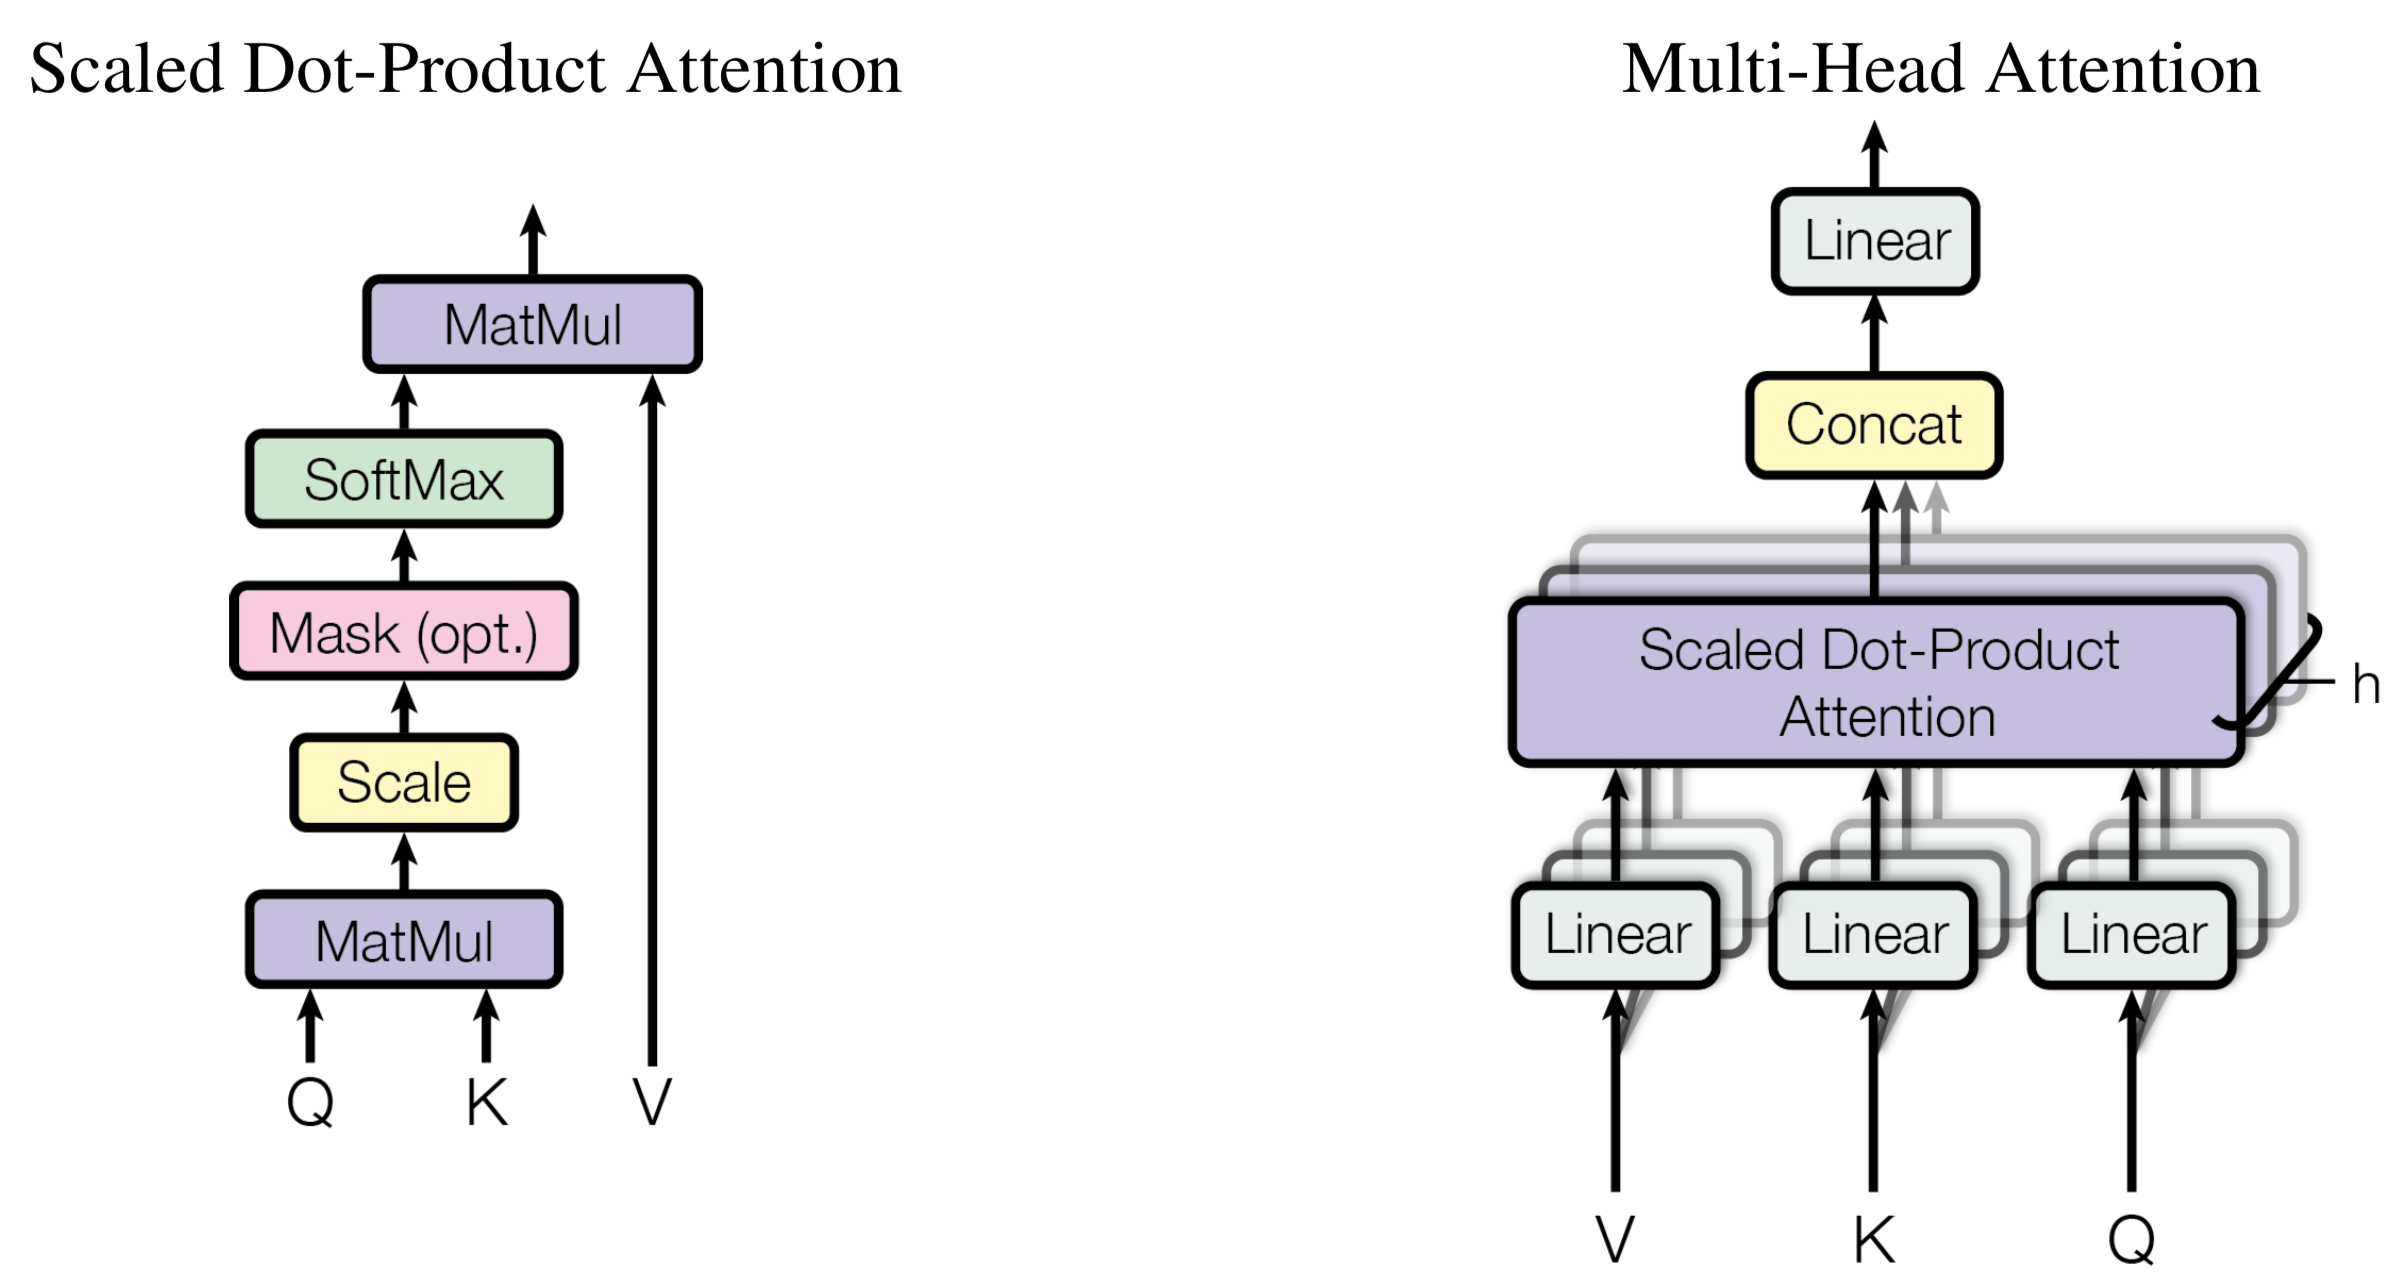 Scaled Dot-Product Attention
MatMul
SoftMax
Mask (opt.)
Scale
MatMul
Q K V
Multi-Head Attention
Linear
Concat
Scaled Dot-Product
Attention
h
Linear Linear Linear
V K Q